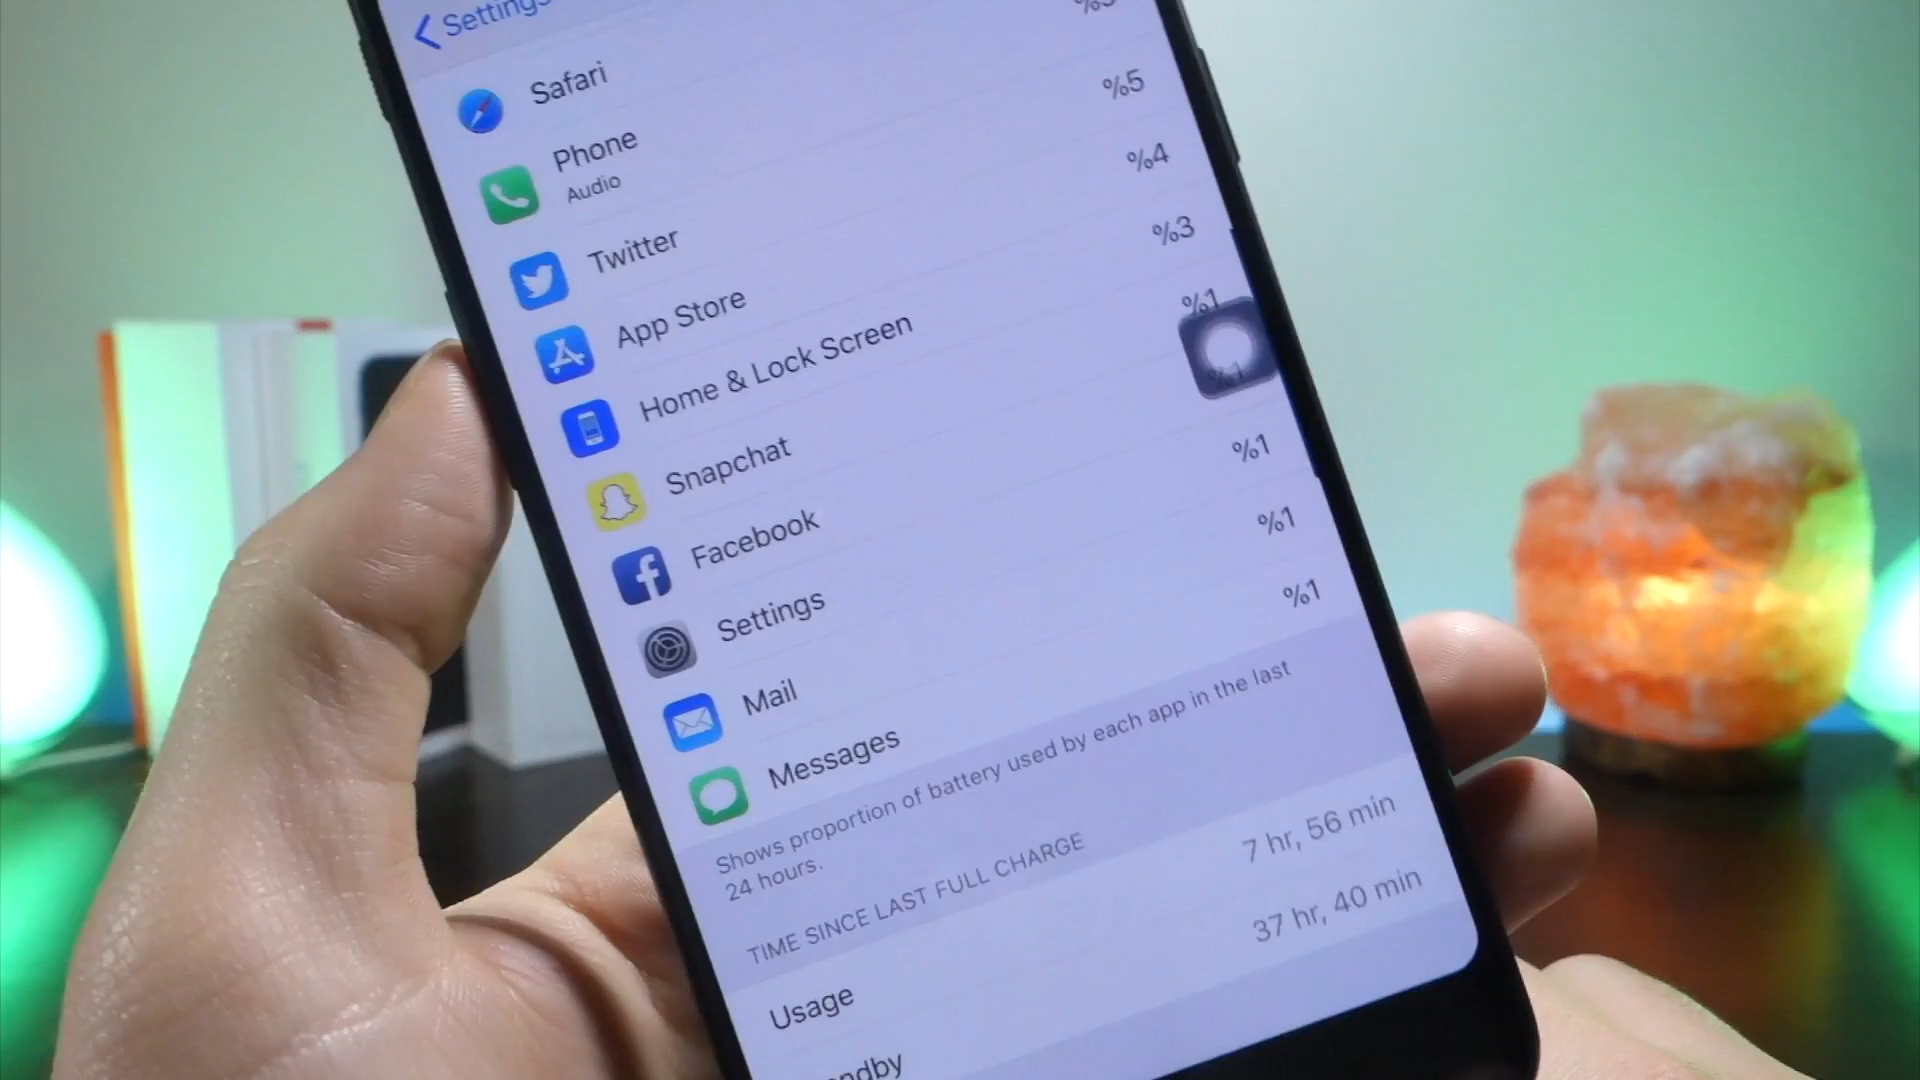 Settings
Safari
Phone
Audio
Twitter %5
App Store %4
Home & Lock Screen %3
Snapchat %1
Facebook %1
Settings %1
Mail %1
Messages %1
Shows proportion of battery used by each app in the last
24 hours.
TIME SINCE LAST FULL CHARGE
Usage 7 hr, 56 min
ndby 37 hr, 40 min